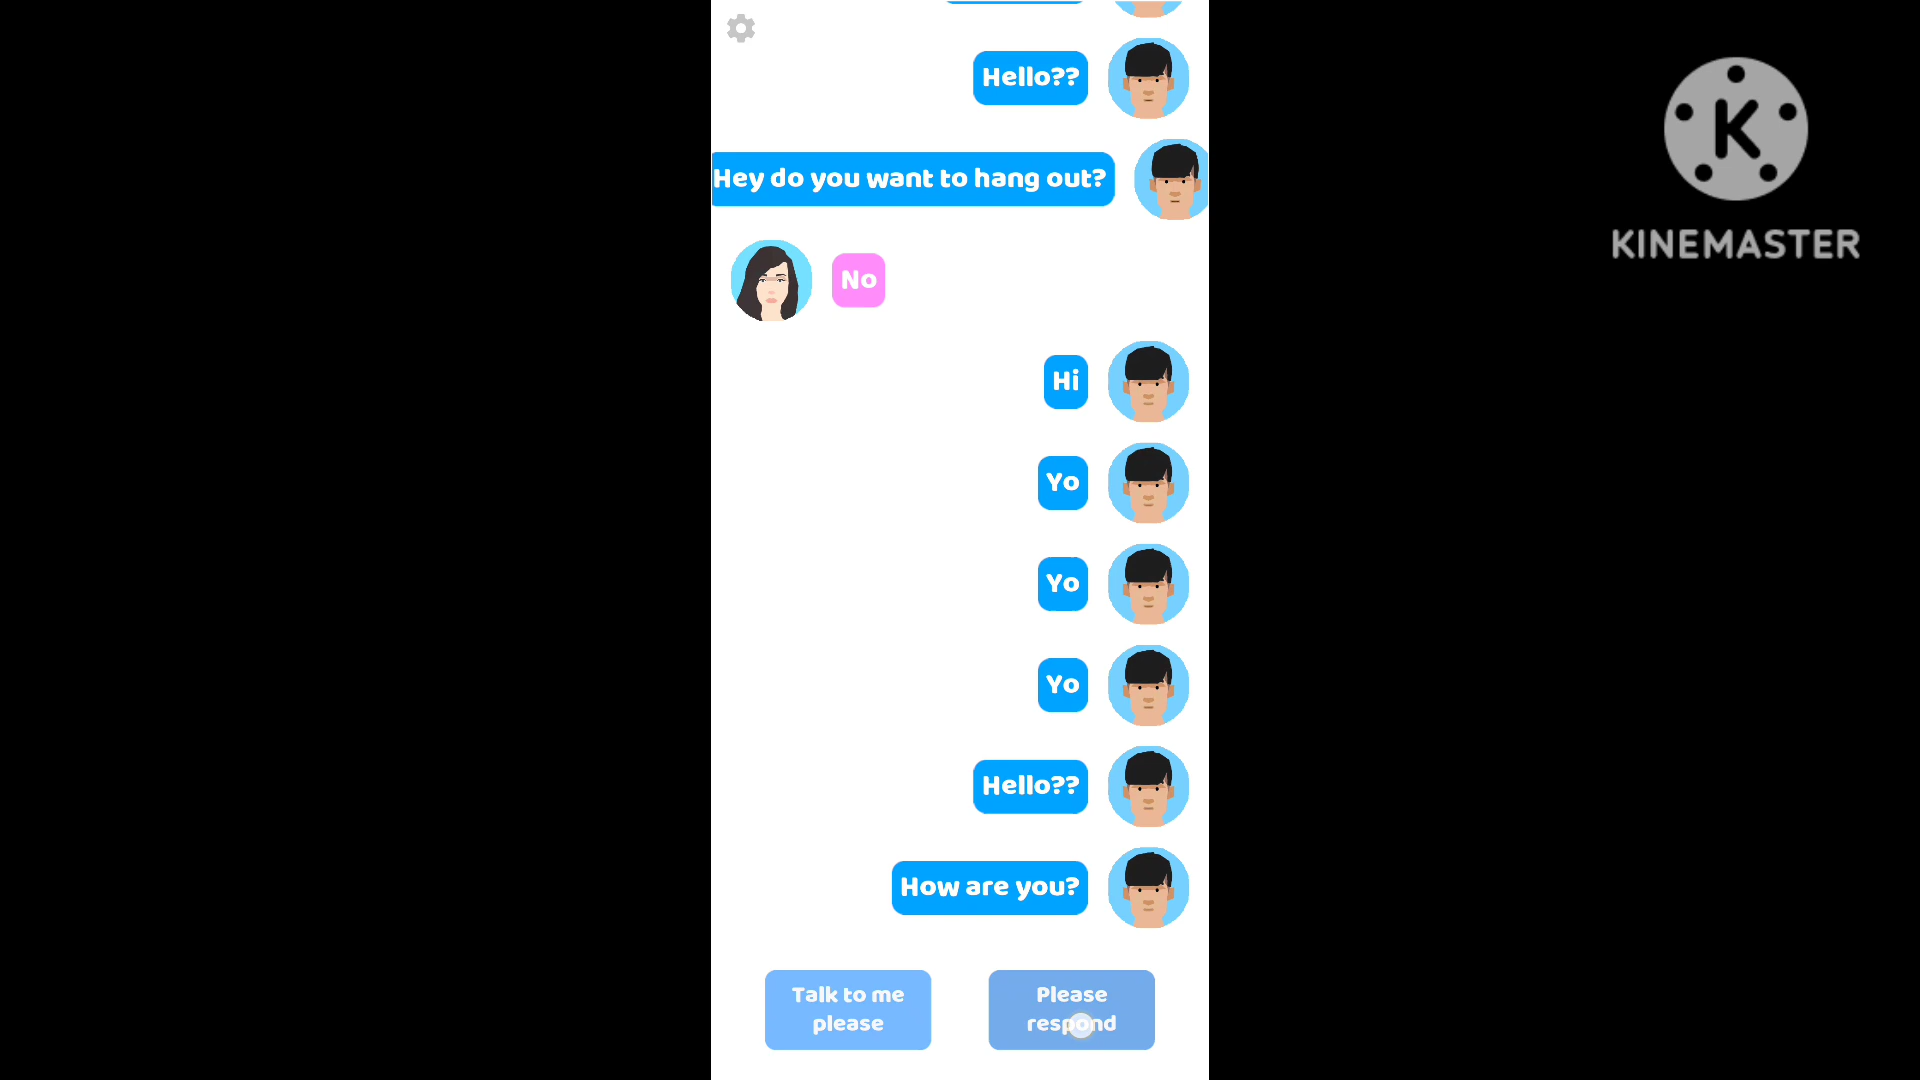 Hello??
Hey do you want to hang out?
No
Hi
Yo
Yo
Yo
Hello??
How are you?
Talk to me
please
Please
respond
K
KINEMASTER